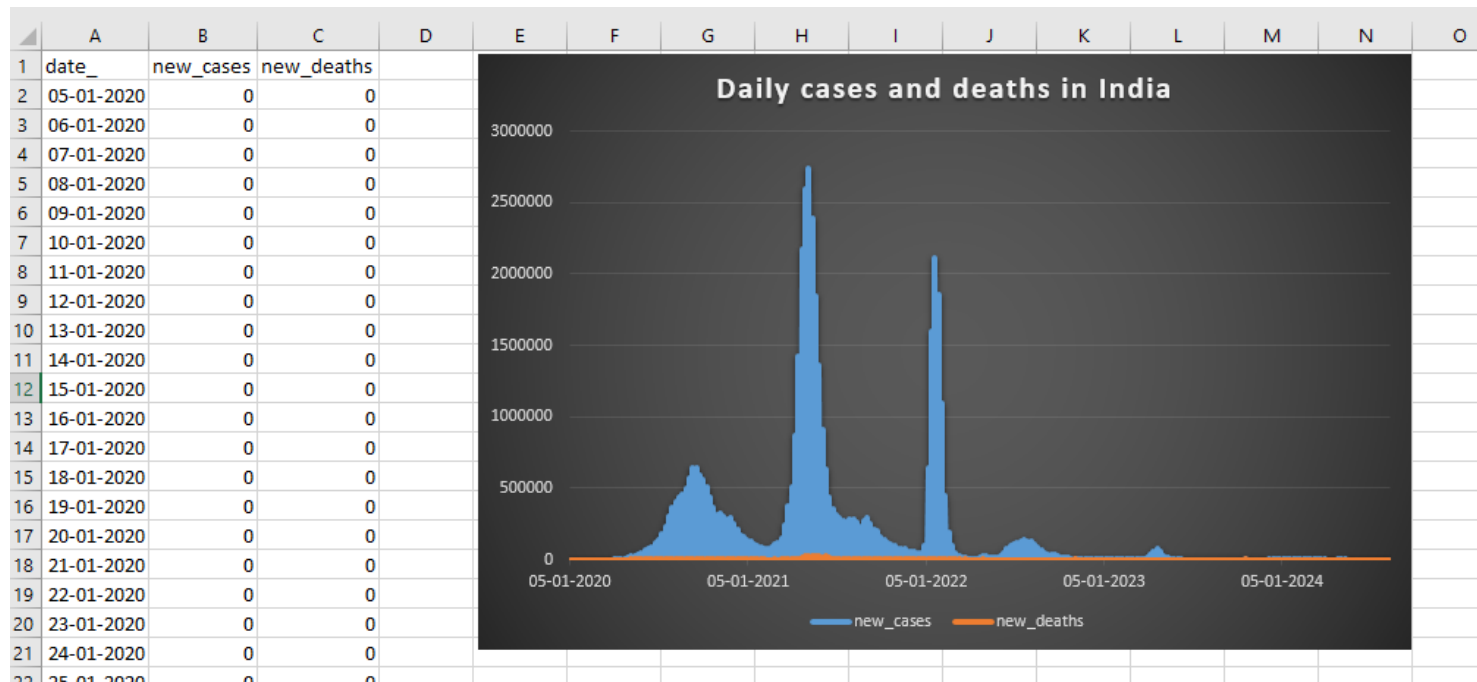 A B C D E F G H I J K L M N O
1 date_ new_cases new_deaths
2 05-01-2020 0 0
3 06-01-2020 0 0
4 07-01-2020 0 0
5 08-01-2020 0 0
6 09-01-2020 0 0
7 10-01-2020 0 0
8 11-01-2020 0 0
9 12-01-2020 0 0
10 13-01-2020 0 0
11 14-01-2020 0 0
12 15-01-2020 0 0
13 16-01-2020 0 0
14 17-01-2020 0 0
15 18-01-2020 0 0
16 19-01-2020 0 0
17 20-01-2020 0 0
18 21-01-2020 0 0
19 22-01-2020 0 0
20 23-01-2020 0 0
21 24-01-2020 0 0
22 25-01-2020 0 0
Daily cases and deaths in India
3000000
2500000
2000000
1500000
1000000
500000
0
05-01-2020 05-01-2021 05-01-2022 05-01-2023 05-01-2024
new_cases new_deaths